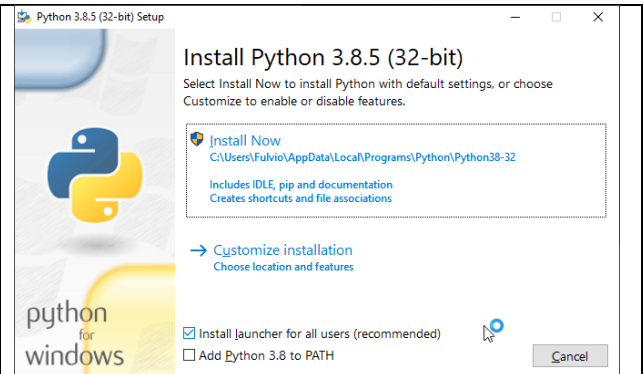 Python 3.8.5 (32-bit) Setup
Install Python 3.8.5 (32-bit)
Select Install Now to install Python with default settings, or choose
Customize to enable or disable features.
Install Now
C:\Users\Fulvio\AppData\Local\Programs\Python\Python38-32
Includes IDLE, pip and documentation
Creates shortcuts and file associations
Customize installation
Choose location and features
python
for
windows
Install launcher for all users (recommended)
Add Python 3.8 to PATH
Cancel